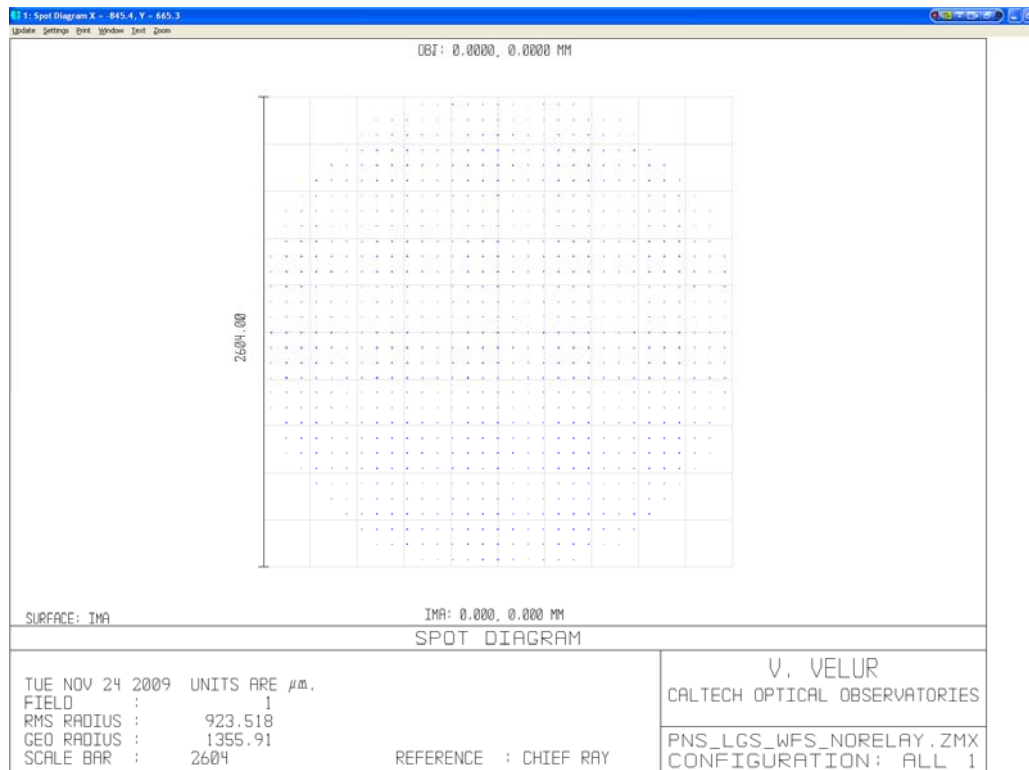 1: Spot Diagram X = -845.4, Y = 665.3
Update Settings Print Window Text Zoom
OBJ: 0.0000, 0.0000 MM
2604.00
SURFACE: IMA
IMA: 0.000, 0.000 MM
SPOT DIAGRAM
TUE NOV 24 2009 UNITS ARE µm.
FIELD : 1
RMS RADIUS : 923.518
GEO RADIUS : 1355.91
SCALE BAR : 2604 REFERENCE : CHIEF RAY
V. VELUR
CALTECH OPTICAL OBSERVATORIES
PNS_LGS_WFS_NORELAY.ZMX
CONFIGURATION: ALL 1